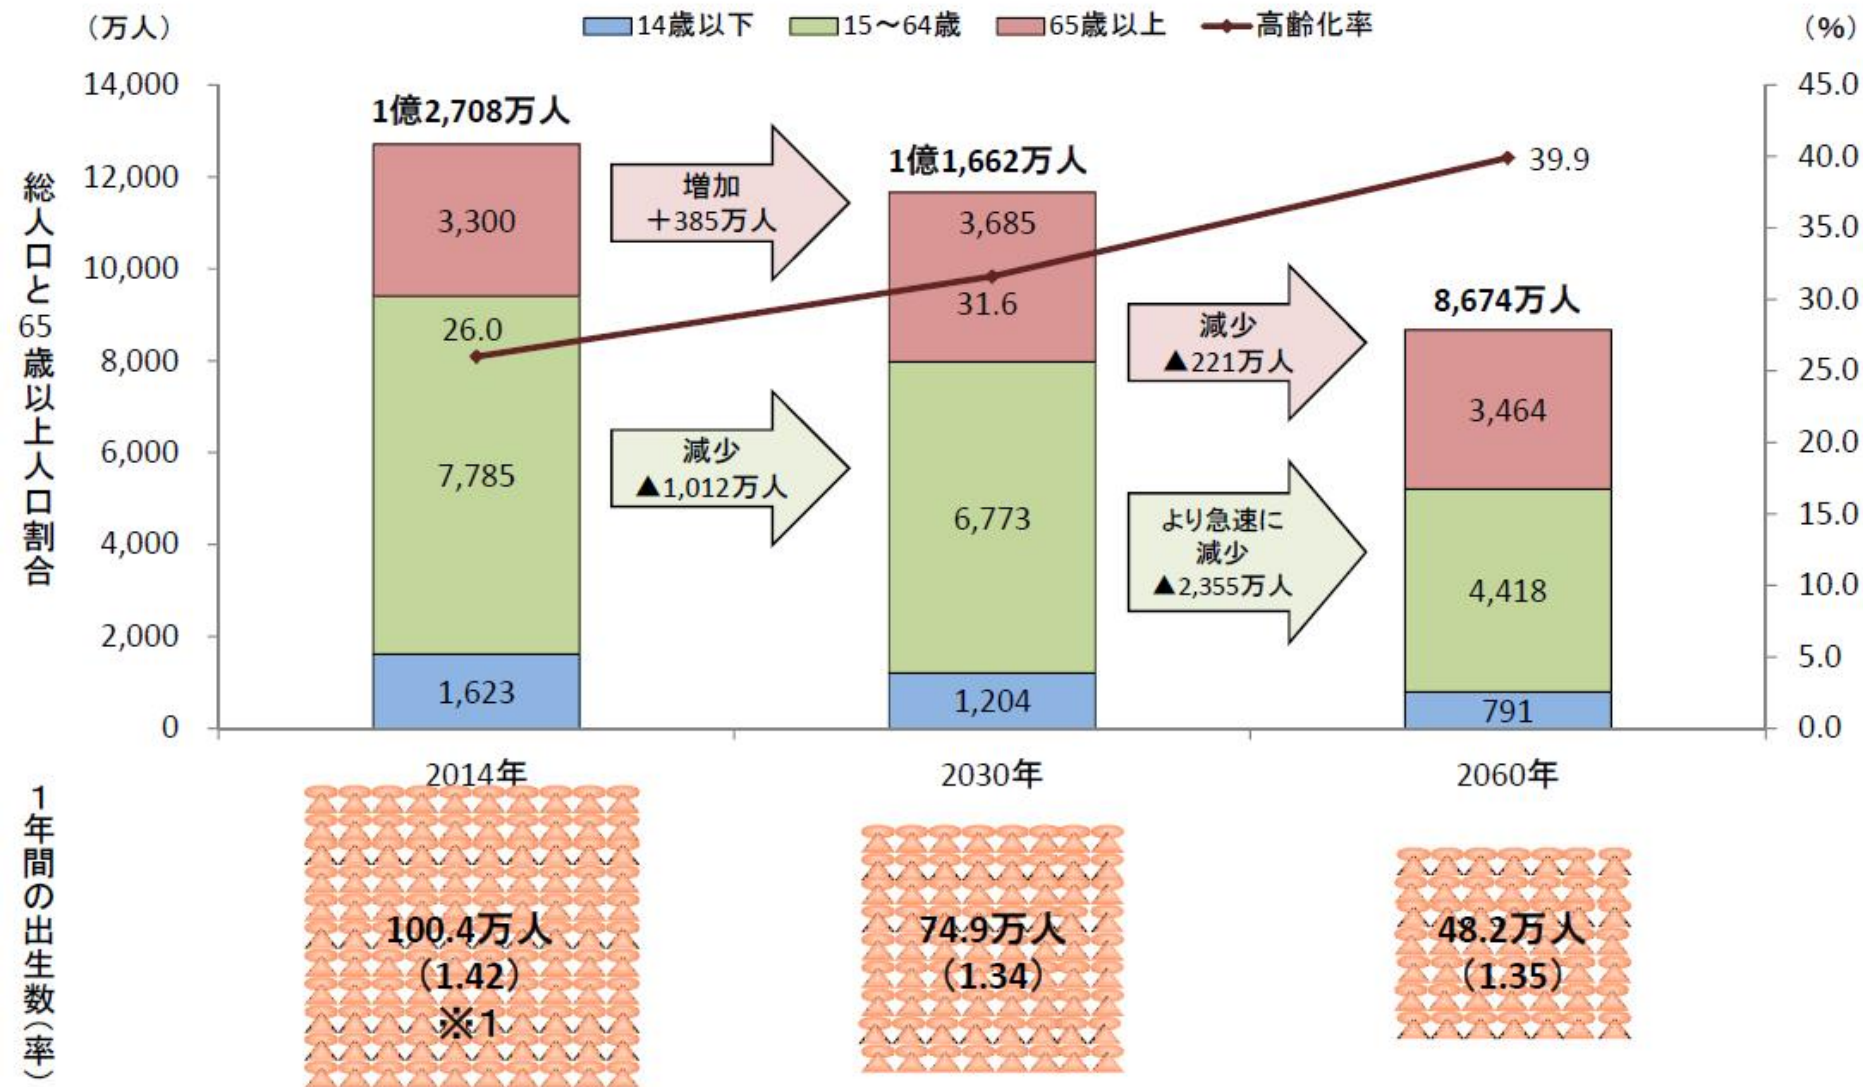 （万人）
14歳以下 15～64歳 65歳以上 高齢化率
（%）
14,000
12,000
10,000
8,000
6,000
4,000
2,000
0
総人口と65歳以上人口割合
45.0
40.0
35.0
30.0
25.0
20.0
15.0
10.0
5.0
0.0
1億2,708万人
3,300
26.0
7,785
1,623
増加
＋385万人
減少
▲1,012万人
1億1,662万人
3,685
31.6
6,773
1,204
減少
▲221万人
より急速に
減少
▲2,355万人
39.9
8,674万人
3,464
4,418
791
2014年 2030年 2060年
1年間の出生数（率）
100.4万人
（1.42）
※1
74.9万人
（1.34）
48.2万人
（1.35）